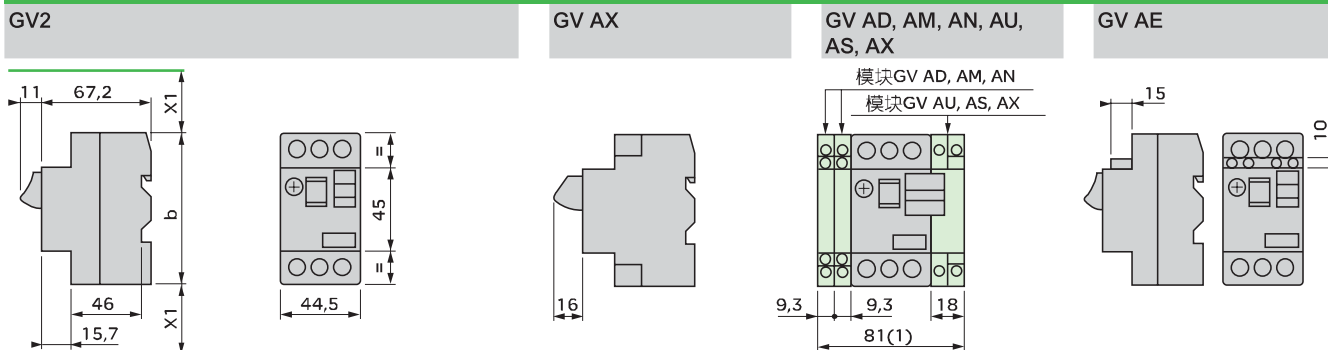 GV2
GV AX
GV AD, AM, AN, AU,
AS, AX
GV AE
模块GV AD, AM, AN
模块GV AU, AS, AX
11
67,2
X1
b
=
45
=
46
15,7
X1
44,5
16
9,3
9,3
18
81(1)
15
10